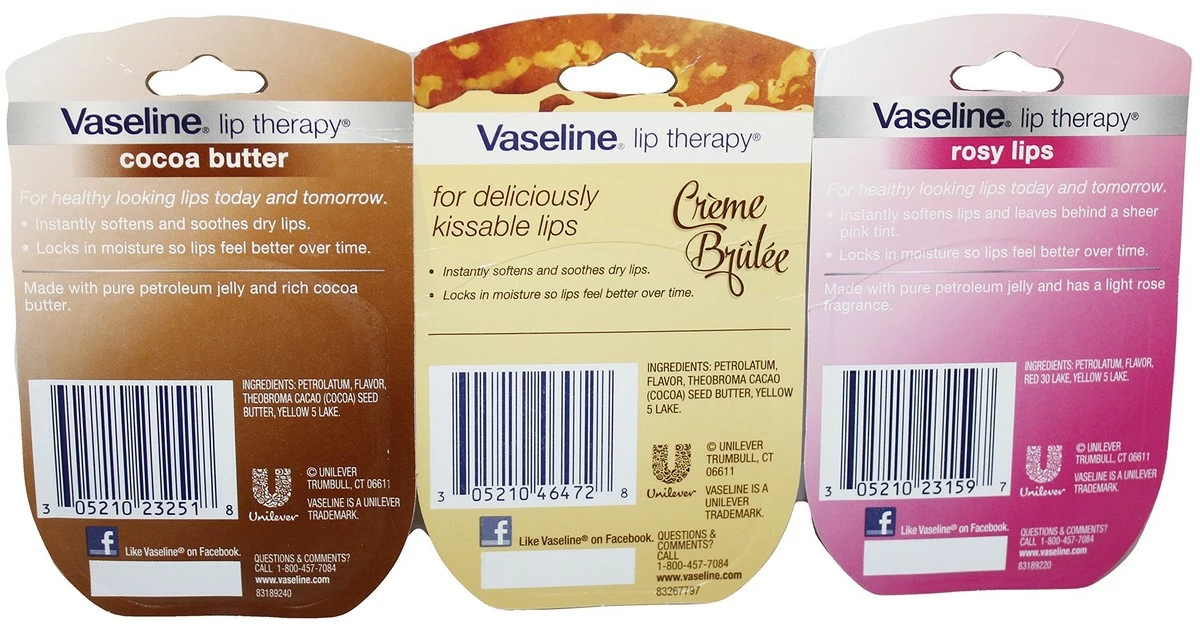 Vaseline® lip therapy®
cocoa butter
For healthy looking lips today and tomorrow.
• Instantly softens and soothes dry lips.
• Locks in moisture so lips feel better over time.
Made with pure petroleum jelly and rich cocoa
butter.
INGREDIENTS: PETROLATUM, FLAVOR,
THEOBROMA CACAO (COCOA) SEED
BUTTER, YELLOW 5 LAKE.
3 05210 23251 8
Unilever
© UNILEVER
TRUMBULL, CT
06611
VASELINE IS A UNILEVER
TRADEMARK.
f
Like Vaseline® on Facebook.
QUESTIONS & COMMENTS?
CALL 1-800-457-7084
www.vaseline.com
83189240
Vaseline® lip therapy®
for deliciously
kissable lips
Crème
Brûlée
• Instantly softens and soothes dry lips.
• Locks in moisture so lips feel better over time.
INGREDIENTS: PETROLATUM,
FLAVOR, THEOBROMA CACAO
(COCOA) SEED BUTTER, YELLOW
5 LAKE.
3 05210 46472 8
Unilever
© UNILEVER
TRUMBULL, CT
06611
VASELINE IS A
UNILEVER
TRADEMARK.
f
Like Vaseline® on Facebook.
QUESTIONS &
COMMENTS?
CALL
1-800-457-7084
www.vaseline.com
83267797
Vaseline® lip therapy®
rosy lips
For healthy looking lips today and tomorrow.
• Instantly softens lips and leaves behind a sheer
pink tint.
• Locks in moisture so lips feel better over time.
Made with pure petroleum jelly and has a light rose
fragrance.
INGREDIENTS: PETROLATUM, FLAVOR,
RED 30 LAKE, YELLOW 5 LAKE.
3 05210 23159 7
Unilever
© UNILEVER
TRUMBULL, CT
06611
VASELINE IS A UNILEVER
TRADEMARK.
f
Like Vaseline® on Facebook.
QUESTIONS & COMMENTS?
CALL 1-800-457-7084
www.vaseline.com
83189220